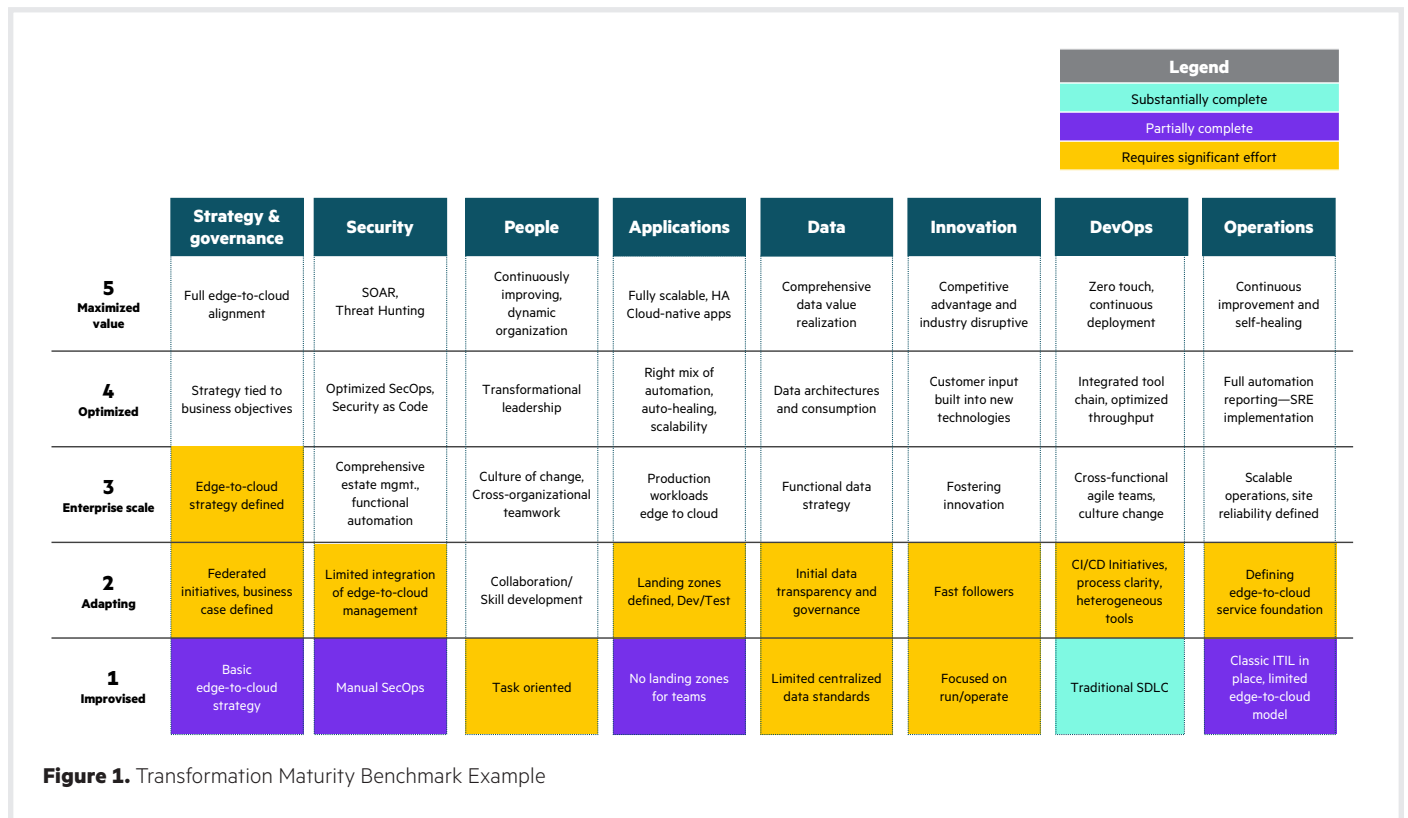 Legend
Substantially complete
Partially complete
Requires significant effort
Strategy &
governance
Security
People
Applications
Data
Innovation
DevOps
Operations
5
Maximized
value
Full edge-to-cloud
alignment
SOAR,
Threat Hunting
Continuously
improving,
dynamic
organization
Fully scalable, HA
Cloud-native apps
Comprehensive
data value
realization
Competitive
advantage and
industry disruptive
Zero touch,
continuous
deployment
Continuous
improvement and
self-healing
4
Optimized
Strategy tied to
business objectives
Optimized SecOps,
Security as Code
Transformational
leadership
Right mix of
automation,
auto-healing,
scalability
Data architectures
and consumption
Customer input
built into new
technologies
Integrated tool
chain, optimized
throughput
Full automation
reporting—SRE
implementation
3
Enterprise scale
Edge-to-cloud
strategy defined
Comprehensive
estate mgmt.,
functional
automation
Culture of change,
Cross-organizational
teamwork
Production
workloads
edge to cloud
Functional data
strategy
Fostering
innovation
Cross-functional
agile teams,
culture change
Scalable
operations, site
reliability defined
2
Adapting
Federated
initiatives, business
case defined
Limited integration
of edge-to-cloud
management
Collaboration/
Skill development
Landing zones
defined, Dev/Test
Initial data
transparency and
governance
Fast followers
CI/CD Initiatives,
process clarity,
heterogeneous
tools
Defining
edge-to-cloud
service foundation
1
Improvised
Basic
edge-to-cloud
strategy
Manual SecOps
Task oriented
No landing zones
for teams
Limited centralized
data standards
Focused on
run/operate
Traditional SDLC
Classic ITIL in
place, limited
edge-to-cloud
model
Figure 1. Transformation Maturity Benchmark Example